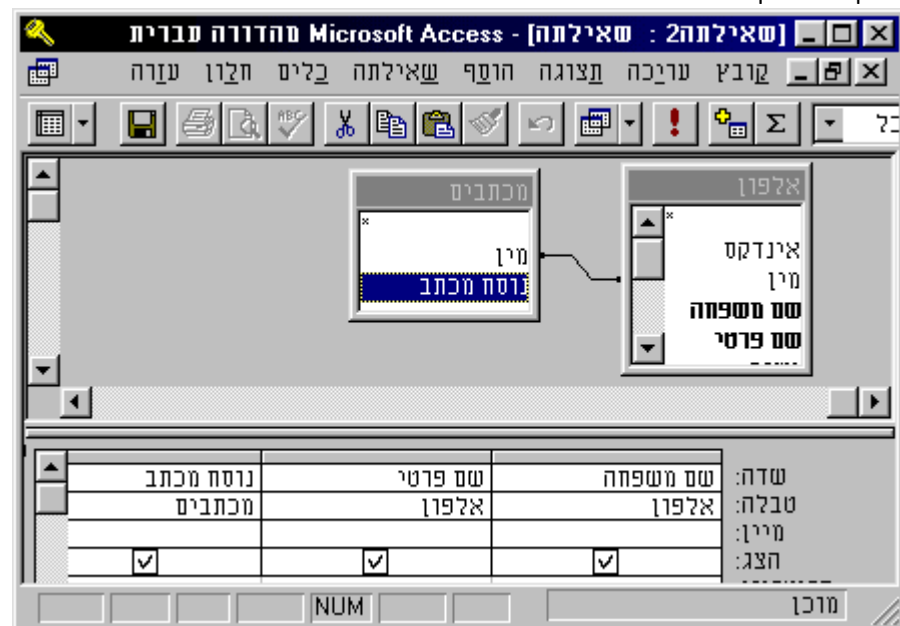 מהדורה עברית Microsoft Access - [שאילתה2 : שאילתה]
קובץ עריכה תצוגה הוסף שאילתה כלים חלון עזרה
ABC Σ
אלפון
*
אינדקס
מין
שם משפחה
שם פרטי
מכתבים
*
מין
נוסח מכתב
שדה: שם משפחה שם פרטי נוסח מכתב
טבלה: אלפון אלפון מכתבים
מיין:
הצג:
מוכן NUM